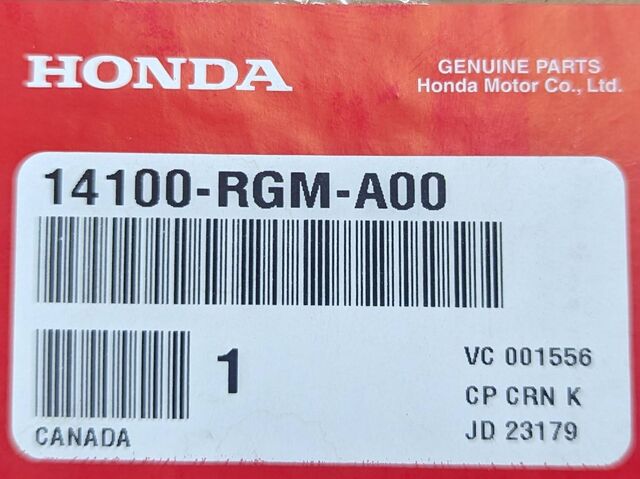 HONDA
GENUINE PARTS
Honda Motor Co., Ltd.
14100-RGM-A00
1
VC 001556
CP CRN K
CANADA
JD 23179